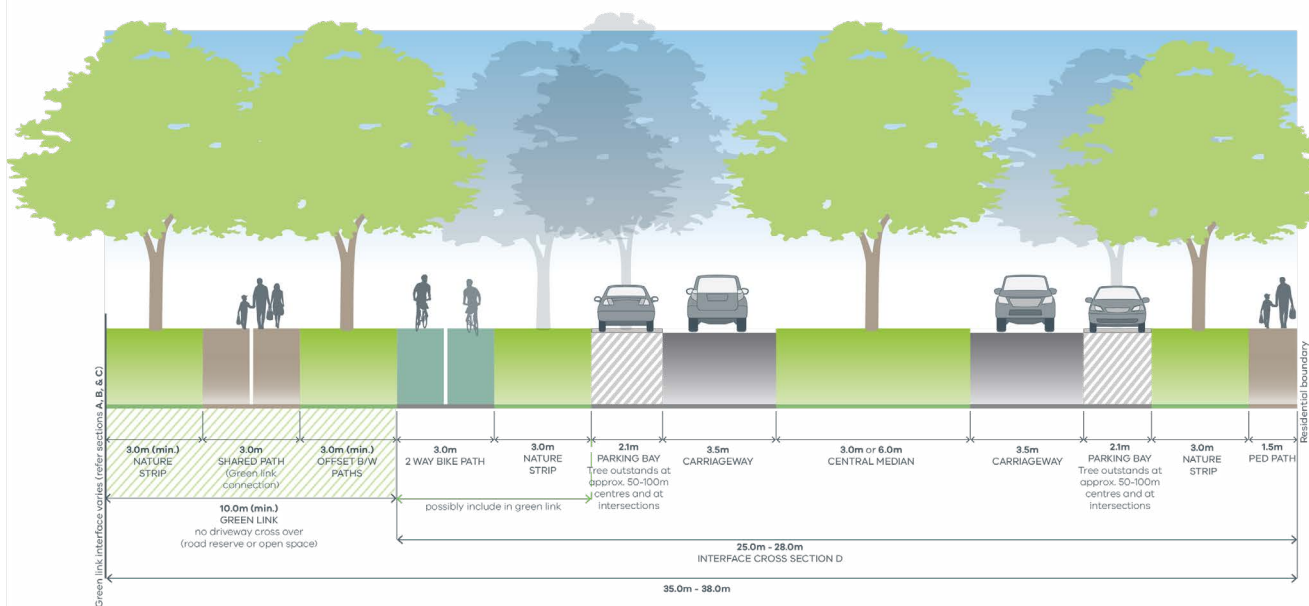 Green link interface varies (refer sections A, B, & C)
3.0m (min.)
NATURE
STRIP
3.0m
SHARED PATH
(Green link
connection)
3.0m (min.)
OFFSET B/W
PATHS
3.0m
2 WAY BIKE PATH
3.0m
NATURE
STRIP
2.1m
PARKING BAY
Tree outstands at
approx. 50-100m
centres and at
intersections
3.5m
CARRIAGEWAY
3.0m or 6.0m
CENTRAL MEDIAN
3.5m
CARRIAGEWAY
2.1m
PARKING BAY
Tree outstands at
approx. 50-100m
centres and at
intersections
3.0m
NATURE
STRIP
1.5m
PED PATH
Residential boundary
10.0m (min.)
GREEN LINK
no driveway cross over
(road reserve or open space)
possibly include in green link
25.0m - 28.0m
INTERFACE CROSS SECTION D
35.0m - 38.0m